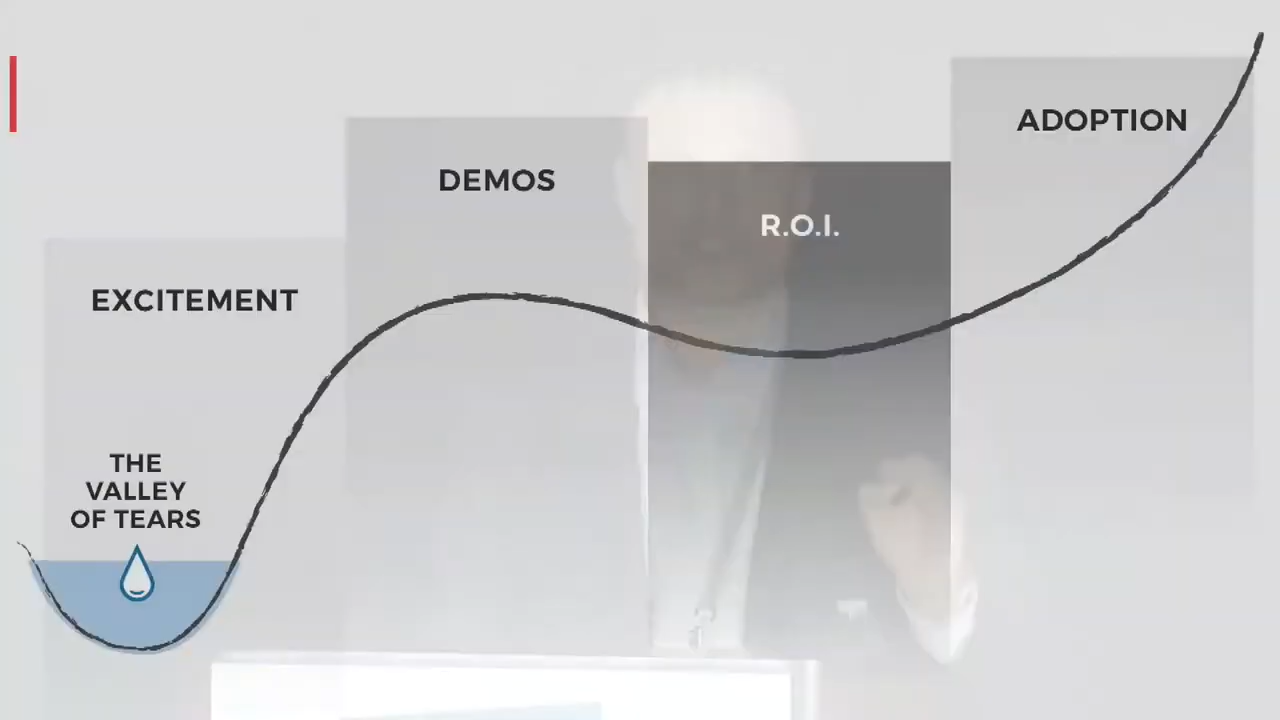 ADOPTION
DEMOS
R.O.I.
EXCITEMENT
THE
VALLEY
OF TEARS